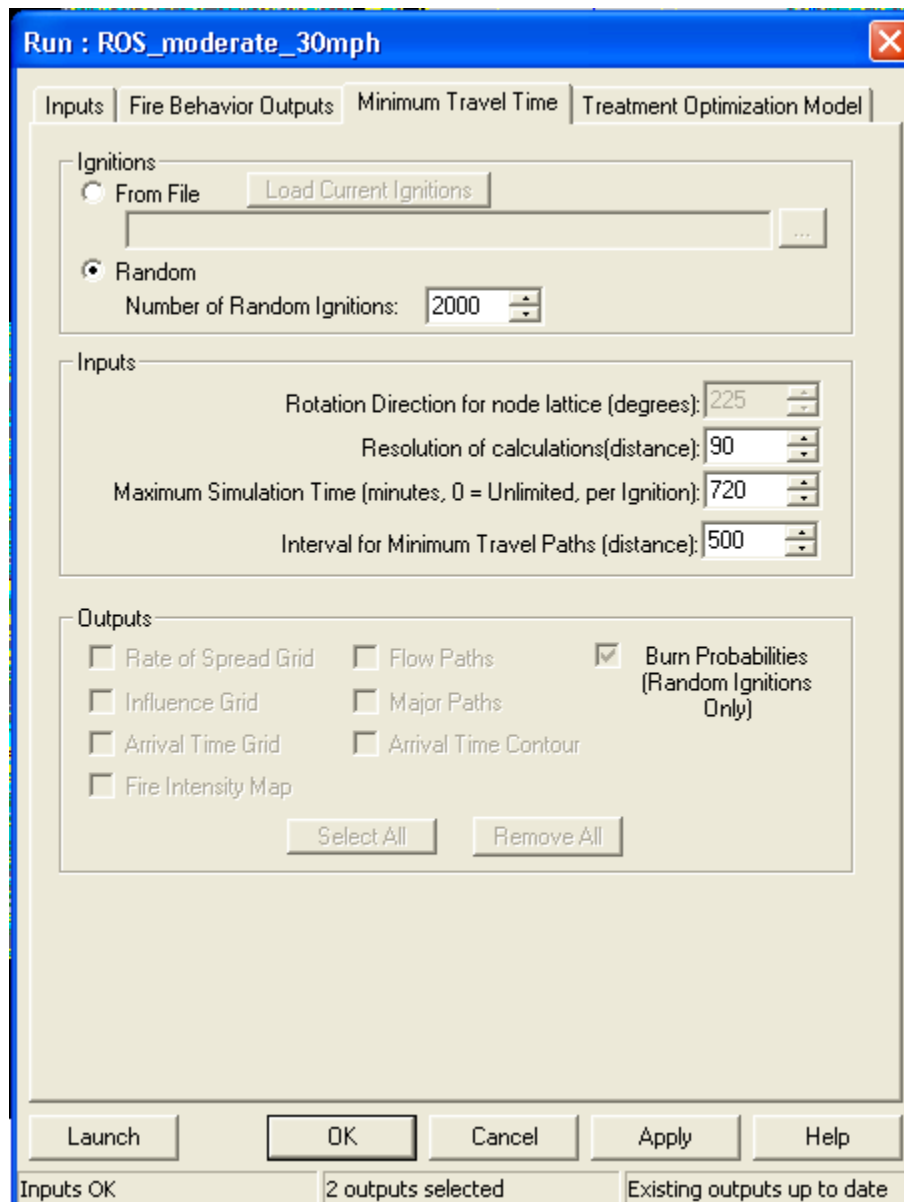 Run : ROS_moderate_30mph
Inputs Fire Behavior Outputs Minimum Travel Time Treatment Optimization Model
Ignitions
From File Load Current Ignitions
...
Random
Number of Random Ignitions: 2000
Inputs
Rotation Direction for node lattice (degrees): 225
Resolution of calculations(distance): 90
Maximum Simulation Time (minutes, 0 = Unlimited, per Ignition): 720
Interval for Minimum Travel Paths (distance): 500
Outputs
Rate of Spread Grid Flow Paths Burn Probabilities
(Random Ignitions
Only)
Influence Grid Major Paths
Arrival Time Grid Arrival Time Contour
Fire Intensity Map
Select All Remove All
Launch OK Cancel Apply Help
Inputs OK 2 outputs selected Existing outputs up to date